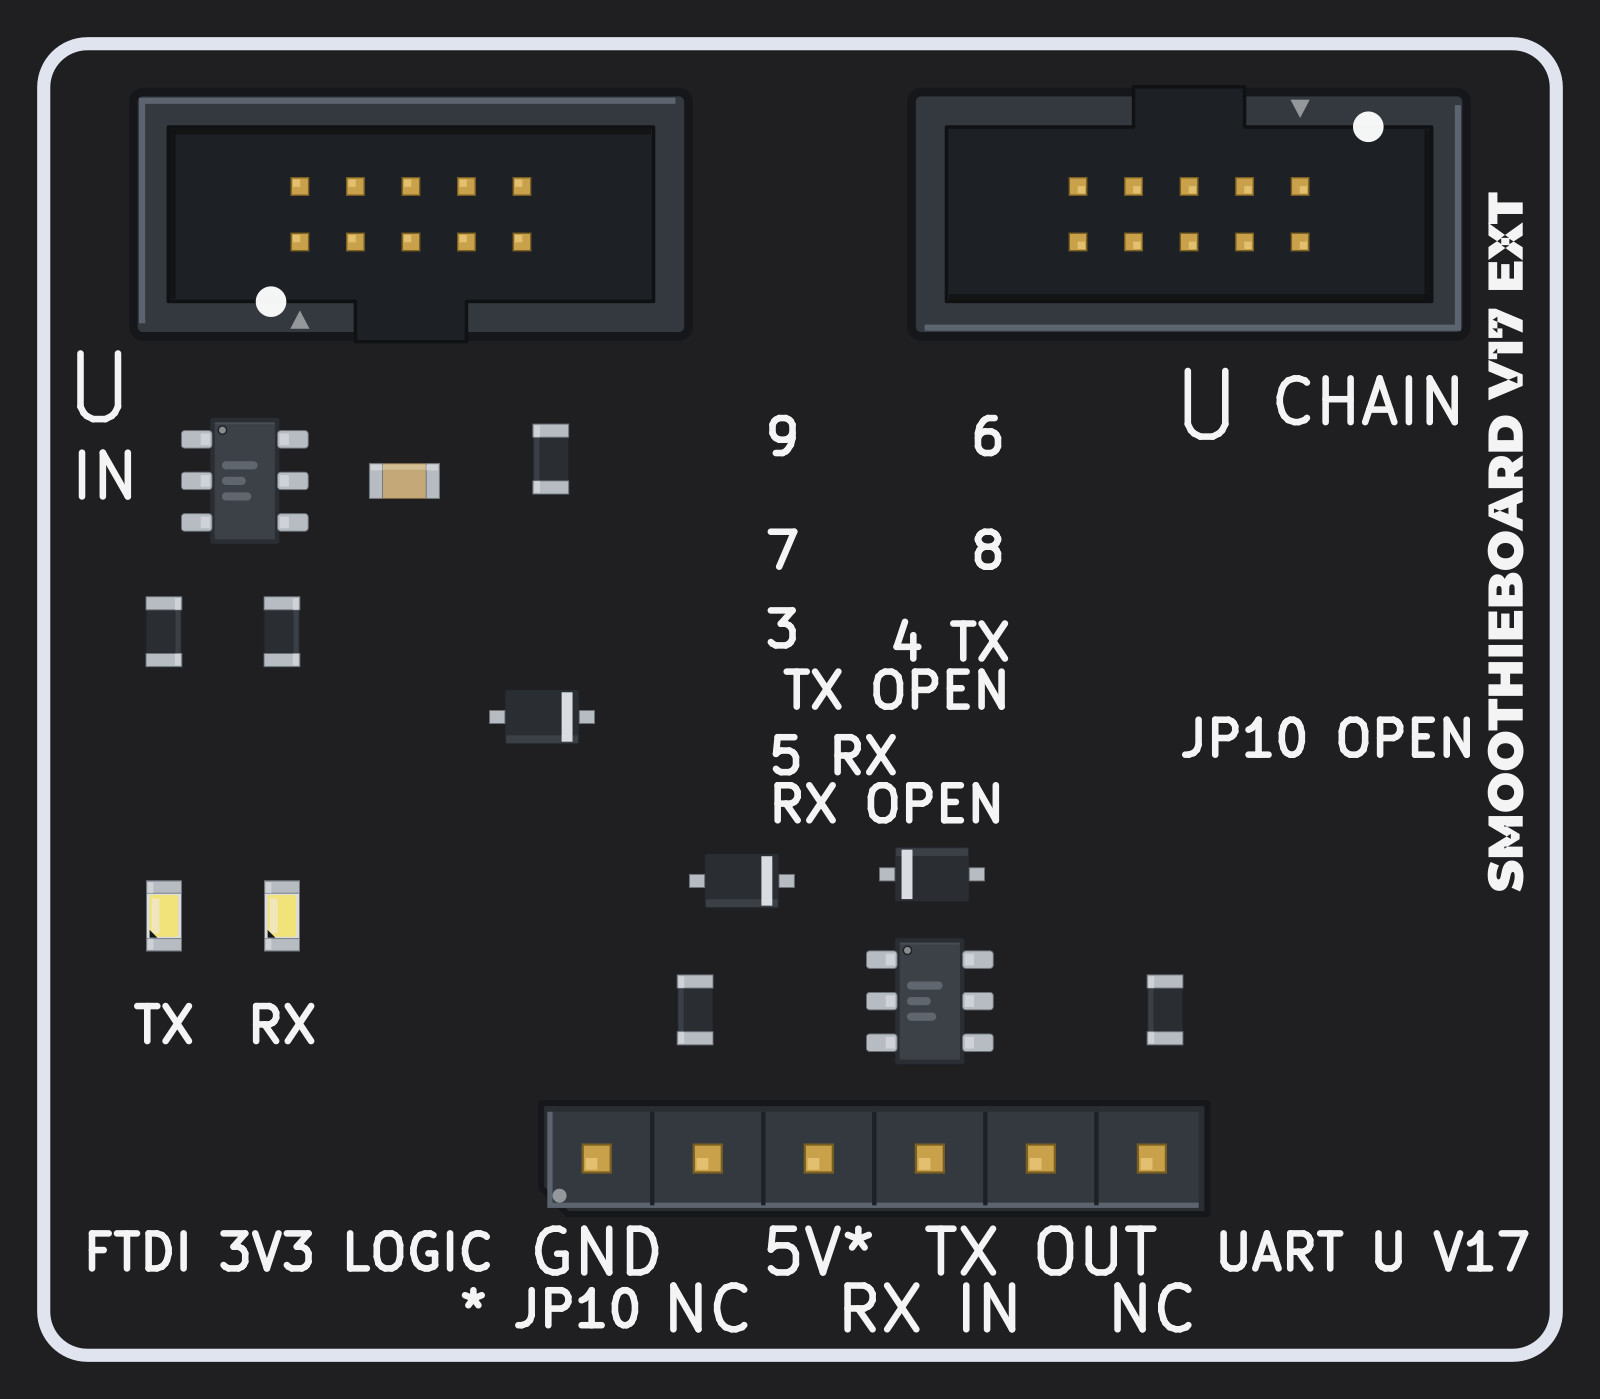 U
IN
U CHAIN
SMOOTHIEBOARD V17 EXT
9 6
7 8
3 4 TX
TX OPEN
5 RX
RX OPEN
JP10 OPEN
TX RX
FTDI 3V3 LOGIC GND 5V* TX OUT UART U V17
* JP10 NC RX IN NC